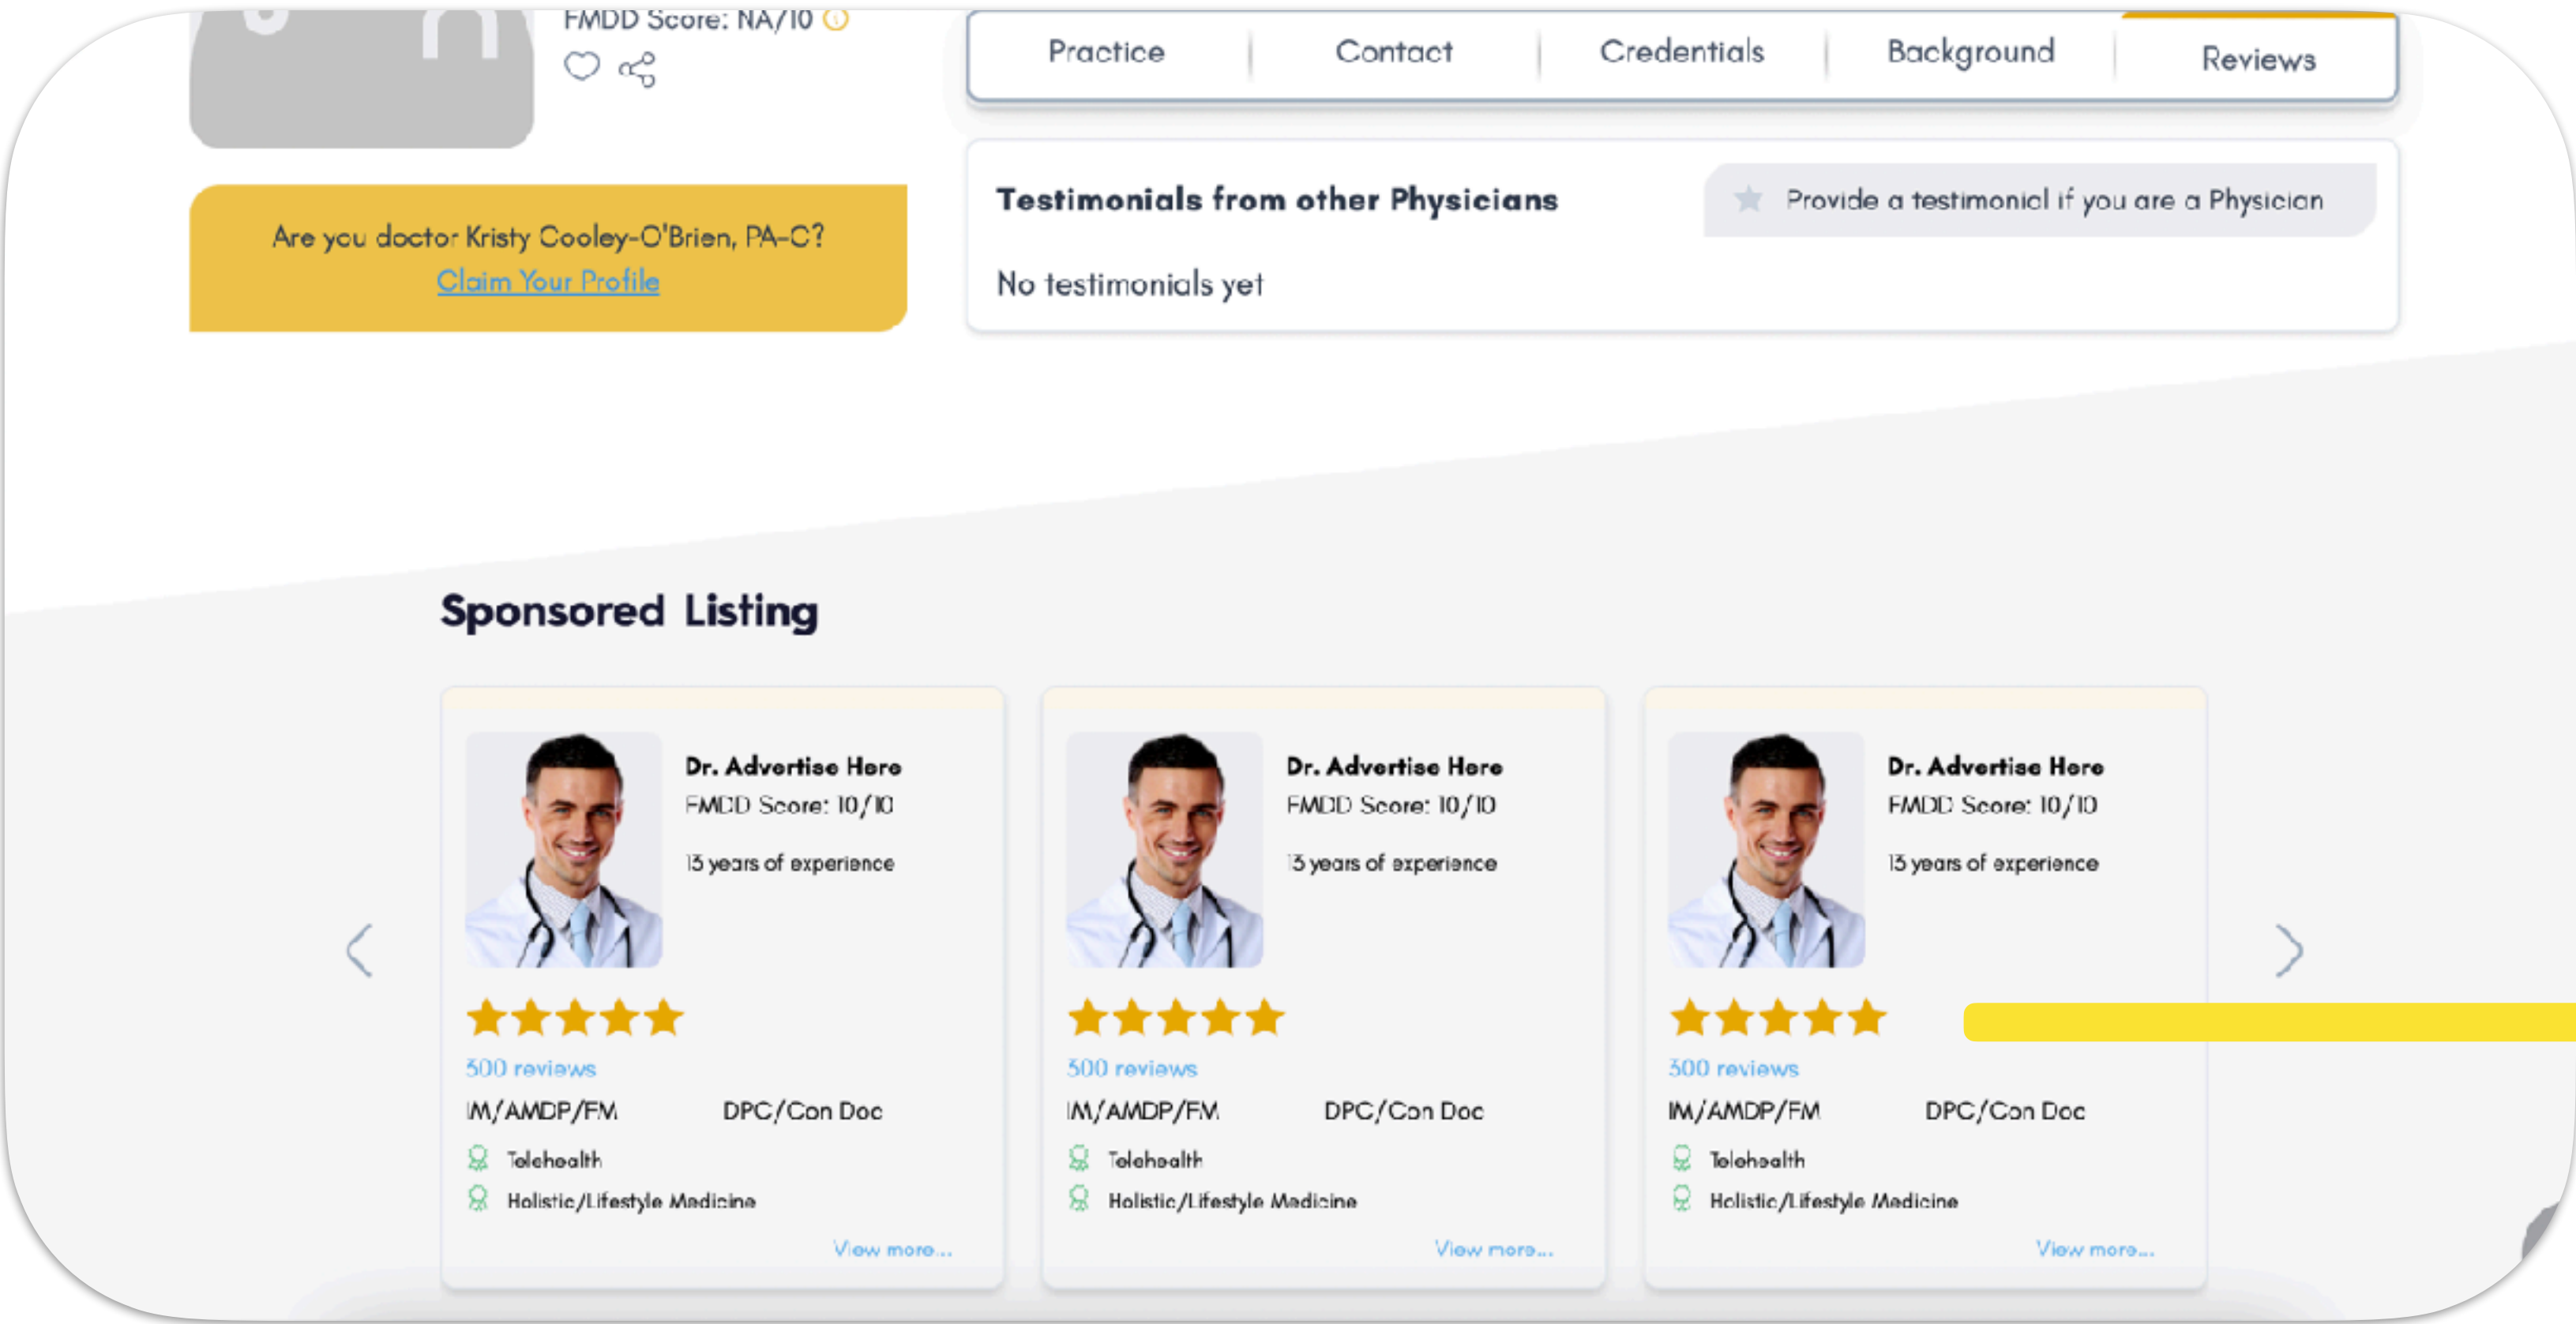 FMDD Score: NA/10
Practice
Contact
Credentials
Background
Reviews
Are you doctor Kristy Cooley-O'Brien, PA-C?
Claim Your Profile
Testimonials from other Physicians
Provide a testimonial if you are a Physician
No testimonials yet
Sponsored Listing
Dr. Advertise Here
FMDD Score: 10/10
13 years of experience
300 reviews
IM/AMDP/FM
DPC/Con Doc
Telehealth
Holistic/Lifestyle Medicine
View more...
Dr. Advertise Here
FMDD Score: 10/10
13 years of experience
300 reviews
IM/AMDP/FM
DPC/Con Doc
Telehealth
Holistic/Lifestyle Medicine
View more...
Dr. Advertise Here
FMDD Score: 10/10
13 years of experience
300 reviews
IM/AMDP/FM
DPC/Con Doc
Telehealth
Holistic/Lifestyle Medicine
View more...